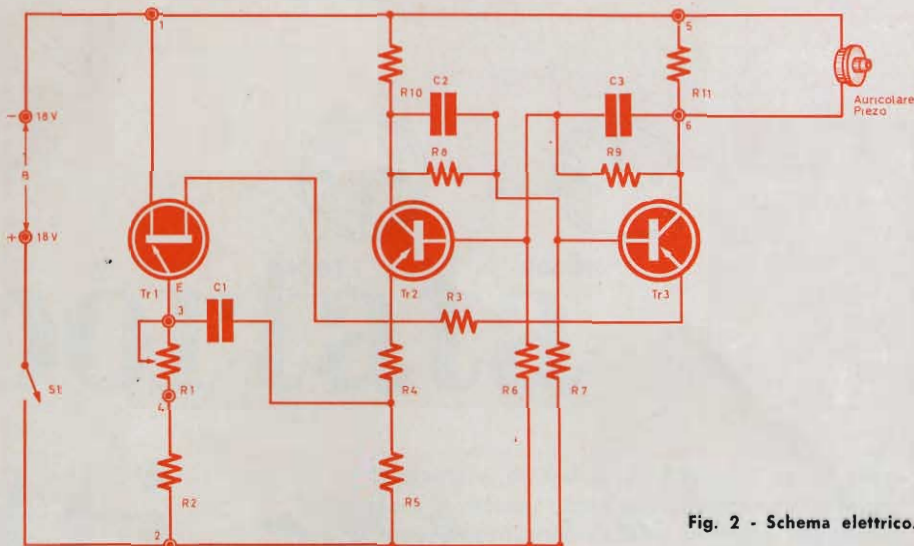 1
5
R10
C2
C3
R11
6
Auricolare
Piezo
- 18 V
B
+ 18 V
R8
R9
Tr1
E
C1
Tr2
R3
Tr3
3
S1
R1
4
R4
R6
R7
R2
R5
2
Fig. 2 - Schema elettrico.